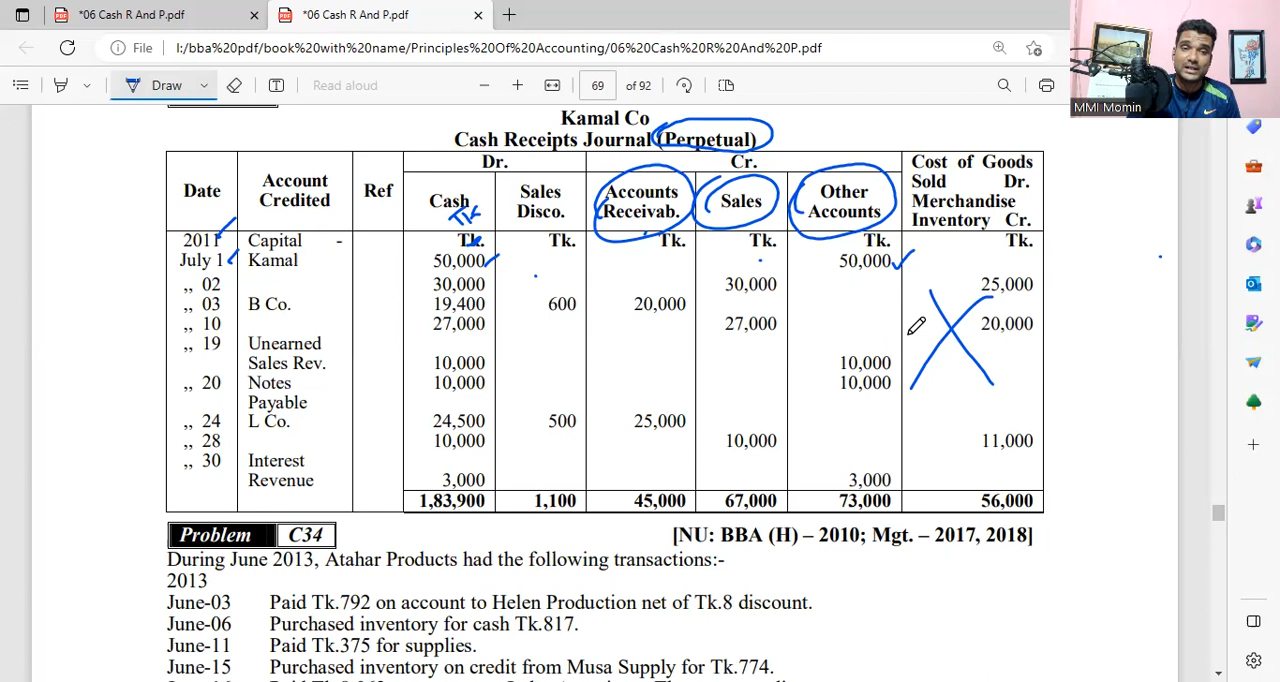 *06 Cash R And P.pdf
*06 Cash R And P.pdf
File
I:/bba%20pdf/book%20with%20name/Principles%20Of%20Accounting/06%20Cash%20R%20And%20P.pdf
Draw
Read aloud
69 of 92
MMI Momin
Kamal Co
Cash Receipts Journal (Perpetual)
Date Account Credited Ref Dr. Cr. Cost of Goods Sold Dr. Merchandise Inventory Cr.
Cash Sales Disco. Accounts Receivab. Sales Other Accounts
Tk
2011 Capital - Tk. Tk. Tk. Tk. Tk. Tk.
July 1 Kamal 50,000 50,000
,, 02 30,000 30,000 25,000
,, 03 B Co. 19,400 600 20,000
,, 10 27,000 27,000 20,000
,, 19 Unearned
Sales Rev. 10,000 10,000
,, 20 Notes 10,000 10,000
Payable
,, 24 L Co. 24,500 500 25,000
,, 28 10,000 10,000 11,000
,, 30 Interest
Revenue 3,000 3,000
1,83,900 1,100 45,000 67,000 73,000 56,000
Problem C34 [NU: BBA (H) – 2010; Mgt. – 2017, 2018]
During June 2013, Atahar Products had the following transactions:-
2013
June-03 Paid Tk.792 on account to Helen Production net of Tk.8 discount.
June-06 Purchased inventory for cash Tk.817.
June-11 Paid Tk.375 for supplies.
June-15 Purchased inventory on credit from Musa Supply for Tk.774.